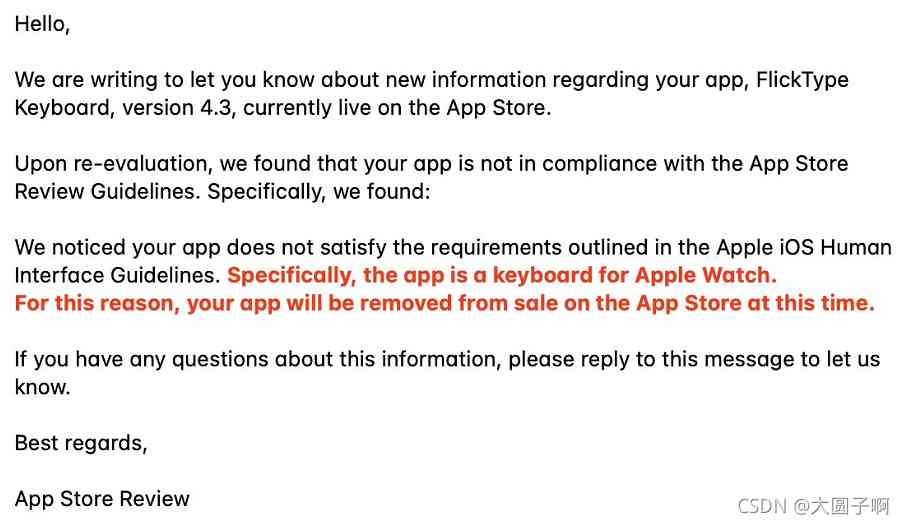 Hello,
We are writing to let you know about new information regarding your app, FlickType
Keyboard, version 4.3, currently live on the App Store.
Upon re-evaluation, we found that your app is not in compliance with the App Store
Review Guidelines. Specifically, we found:
We noticed your app does not satisfy the requirements outlined in the Apple iOS Human
Interface Guidelines. Specifically, the app is a keyboard for Apple Watch.
For this reason, your app will be removed from sale on the App Store at this time.
If you have any questions about this information, please reply to this message to let us
know.
Best regards,
App Store Review
CSDN @大圆子啊